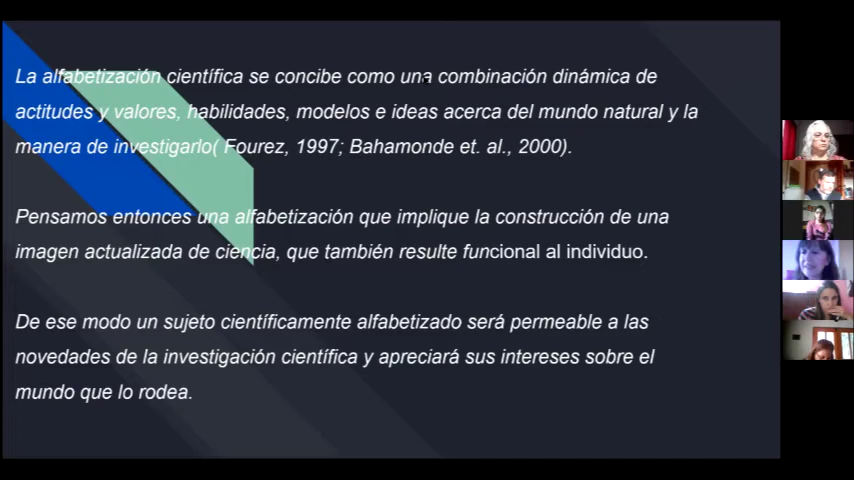 La alfabetización científica se concibe como una combinación dinámica de
actitudes y valores, habilidades, modelos e ideas acerca del mundo natural y la
manera de investigarlo( Fourez, 1997; Bahamonde et. al., 2000).
Pensamos entonces una alfabetización que implique la construcción de una
imagen actualizada de ciencia, que también resulte funcional al individuo.
De ese modo un sujeto científicamente alfabetizado será permeable a las
novedades de la investigación científica y apreciará sus intereses sobre el
mundo que lo rodea.